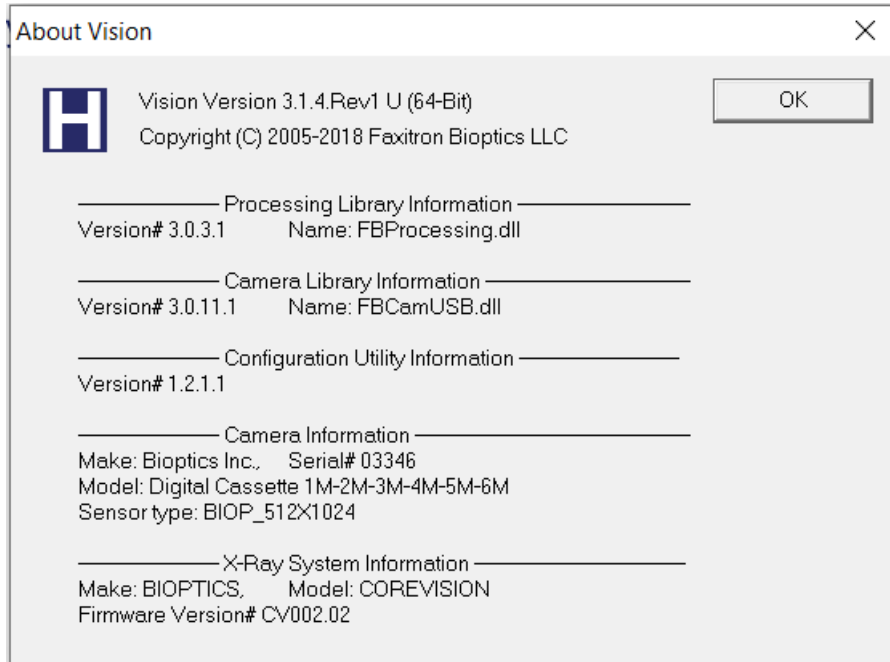 About Vision
H
Vision Version 3.1.4.Rev1 U (64-Bit)
OK
Copyright (C) 2005-2018 Faxitron Bioptics LLC
Processing Library Information
Version# 3.0.3.1 Name: FBProcessing.dll
Camera Library Information
Version# 3.0.11.1 Name: FBCamUSB.dll
Configuration Utility Information
Version# 1.2.1.1
Camera Information
Make: Bioptics Inc., Serial# 03346
Model: Digital Cassette 1M-2M-3M-4M-5M-6M
Sensor type: BIOP_512X1024
X-Ray System Information
Make: BIOPTICS, Model: COREVISION
Firmware Version# CV002.02